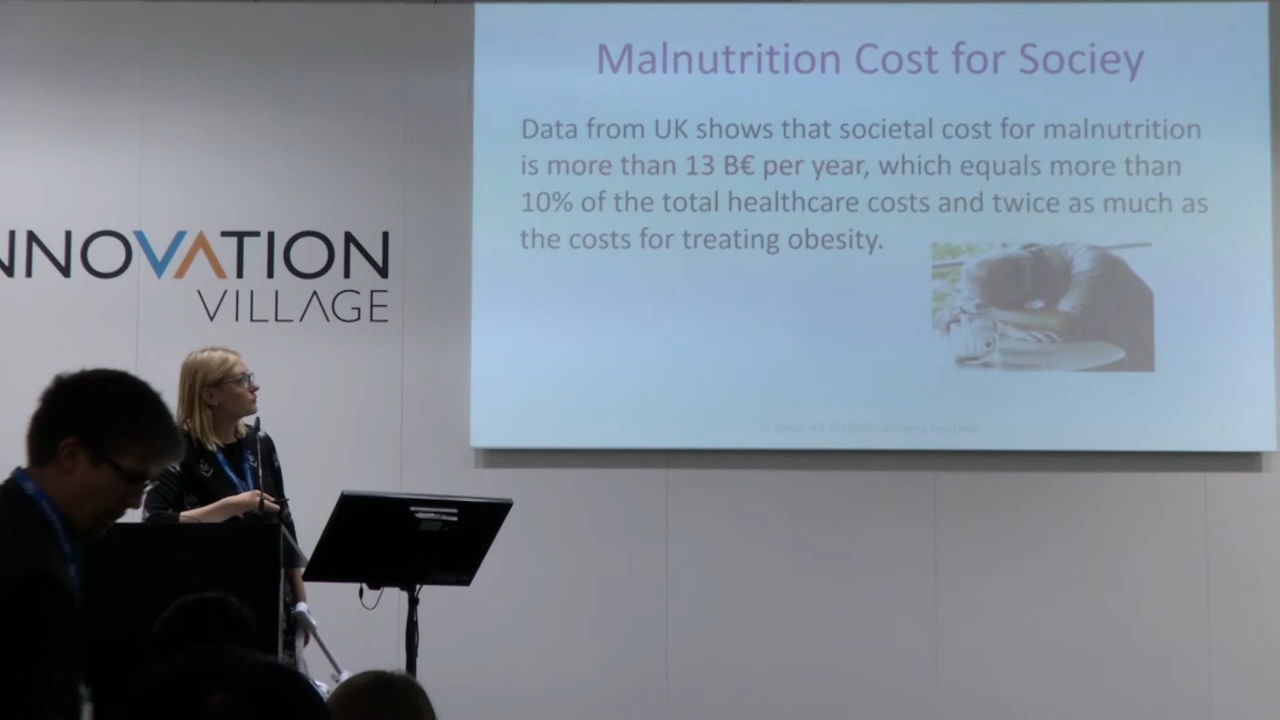 Malnutrition Cost for Sociey
Data from UK shows that societal cost for malnutrition
is more than 13 B€ per year, which equals more than
10% of the total healthcare costs and twice as much as
the costs for treating obesity.
NNOVATION
VILLAGE